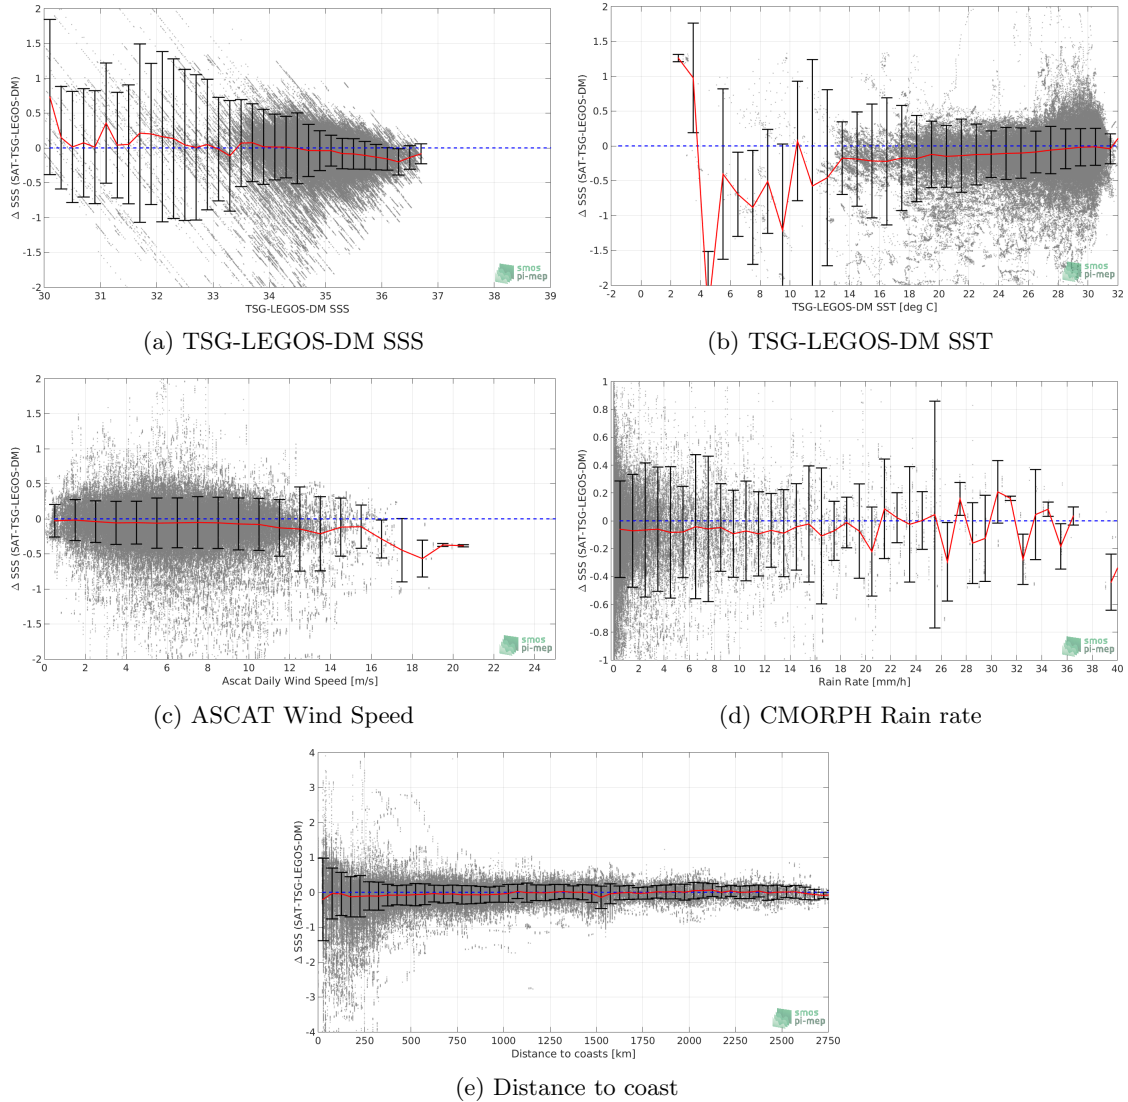 Δ SSS (SAT-TSG-LEGOS-DM)
2
1.5
1
0.5
0
-0.5
-1
-1.5
-2
30 31 32 33 34 35 36 37 38 39
TSG-LEGOS-DM SSS
smos
pi-mep
(a) TSG-LEGOS-DM SSS
Δ SSS (SAT-TSG-LEGOS-DM)
2
1.5
1
0.5
0
-0.5
-1
-1.5
-2
-2 0 2 4 6 8 10 12 14 16 18 20 22 24 26 28 30 32
TSG-LEGOS-DM SST [deg C]
smos
pi-mep
(b) TSG-LEGOS-DM SST
Δ SSS (SAT-TSG-LEGOS-DM)
2
1.5
1
0.5
0
-0.5
-1
-1.5
-2
0 2 4 6 8 10 12 14 16 18 20 22 24
Ascat Daily Wind Speed [m/s]
smos
pi-mep
(c) ASCAT Wind Speed
Δ SSS (SAT-TSG-LEGOS-DM)
1
0.8
0.6
0.4
0.2
0
-0.2
-0.4
-0.6
-0.8
-1
0 2 4 6 8 10 12 14 16 18 20 22 24 26 28 30 32 34 36 38 40
Rain Rate [mm/h]
smos
pi-mep
(d) CMORPH Rain rate
Δ SSS (SAT-TSG-LEGOS-DM)
4
3
2
1
0
-1
-2
-3
-4
0 250 500 750 1000 1250 1500 1750 2000 2250 2500 2750
Distance to coasts [km]
smos
pi-mep
(e) Distance to coast